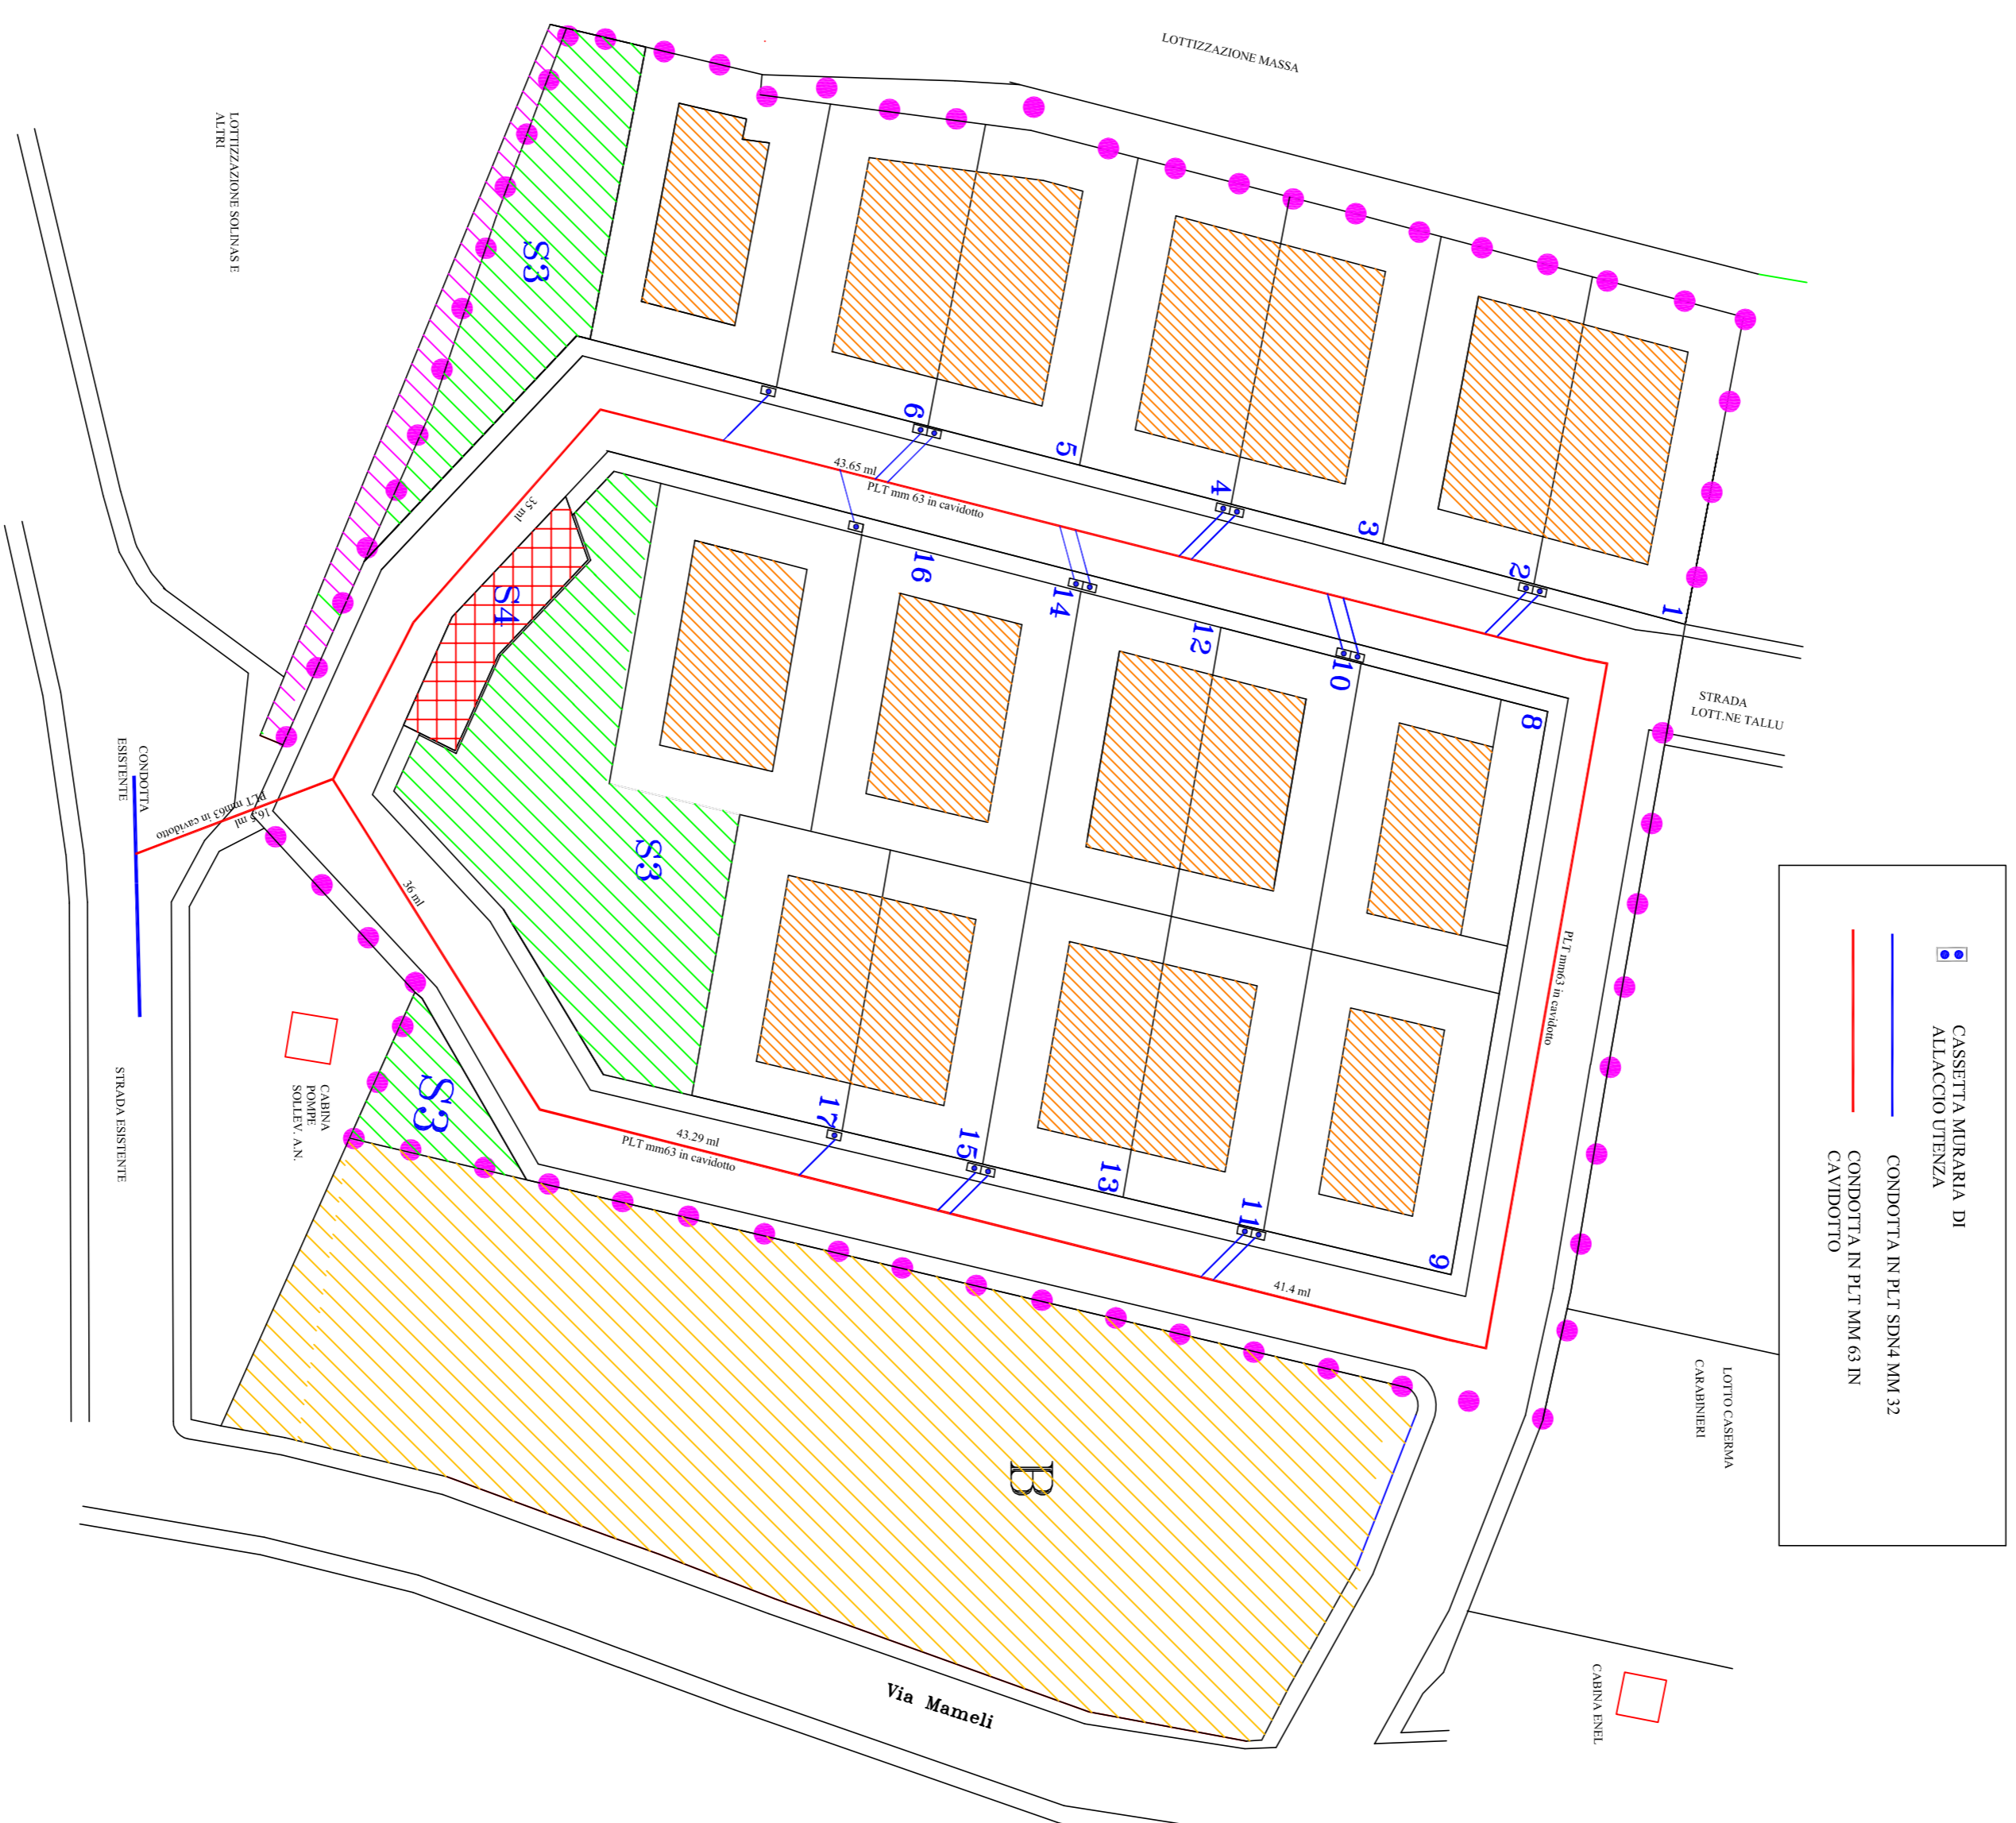 LOTTIZZAZIONE MASSA
LOTTIZZAZIONE SOLINAS E
ALTRI
S3
6
5
4
3
2
1
43.65 ml
PLT mm 63 in cavidotto
35 ml
S4
16
14
12
10
8
STRADA
LOTT.NE TALLU
CONDOTTA
ESISTENTE
PLT mm63 in cavidotto
16.5 ml
36 ml
S3
PLT mm63 in cavidotto
CASSETTA MURARIA DI
ALLACCIO UTENZA
CONDOTTA IN PLT SDN4 MM 32
CONDOTTA IN PLT MM 63 IN
CAVIDOTTO
STRADA ESISTENTE
CABINA
POMPE
SOLLEV. A.N.
S3
17
15
13
11
9
43.29 ml
PLT mm63 in cavidotto
41.4 ml
LOTTO CASERMA
CARABINIERI
B
Via Mameli
CABINA ENEL